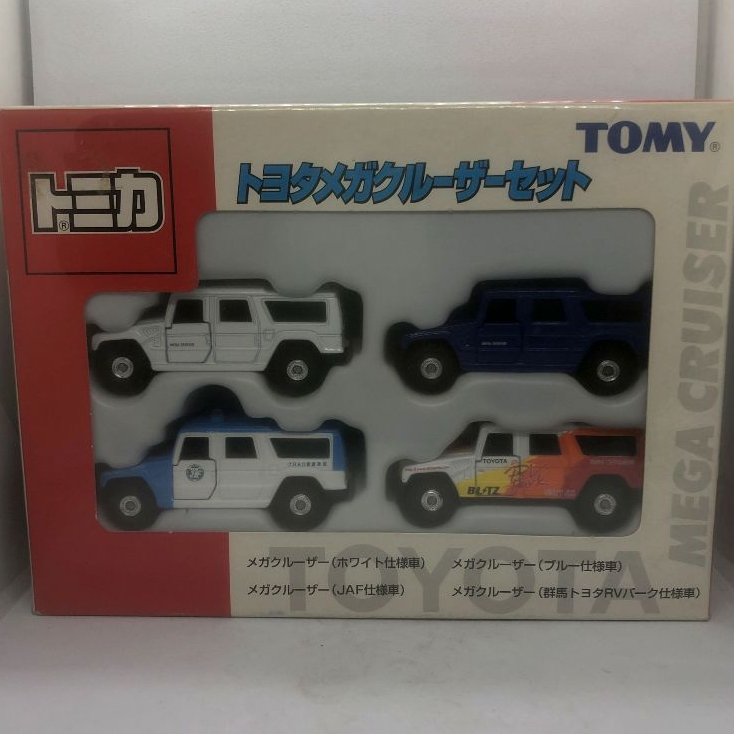 TOMY®
トミカ®
トヨタメガクルーザーセット
MEGA CRUISER
TOYOTA
BLITZ
TOYOTA
メガクルーザー(ホワイト仕様車)
メガクルーザー(ブルー仕様車)
メガクルーザー(JAF仕様車)
メガクルーザー(群馬トヨタRVパーク仕様車)